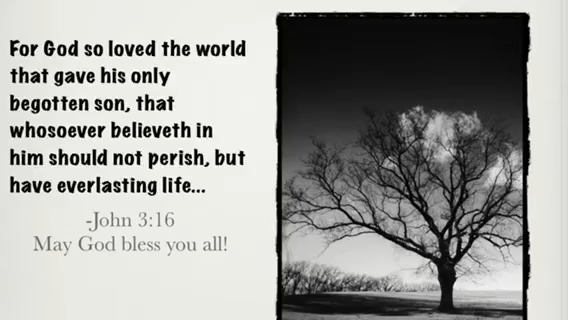 For God so loved the world
that gave his only
begotten son, that
whosoever believeth in
him should not perish, but
have everlasting life...
-John 3:16
May God bless you all!